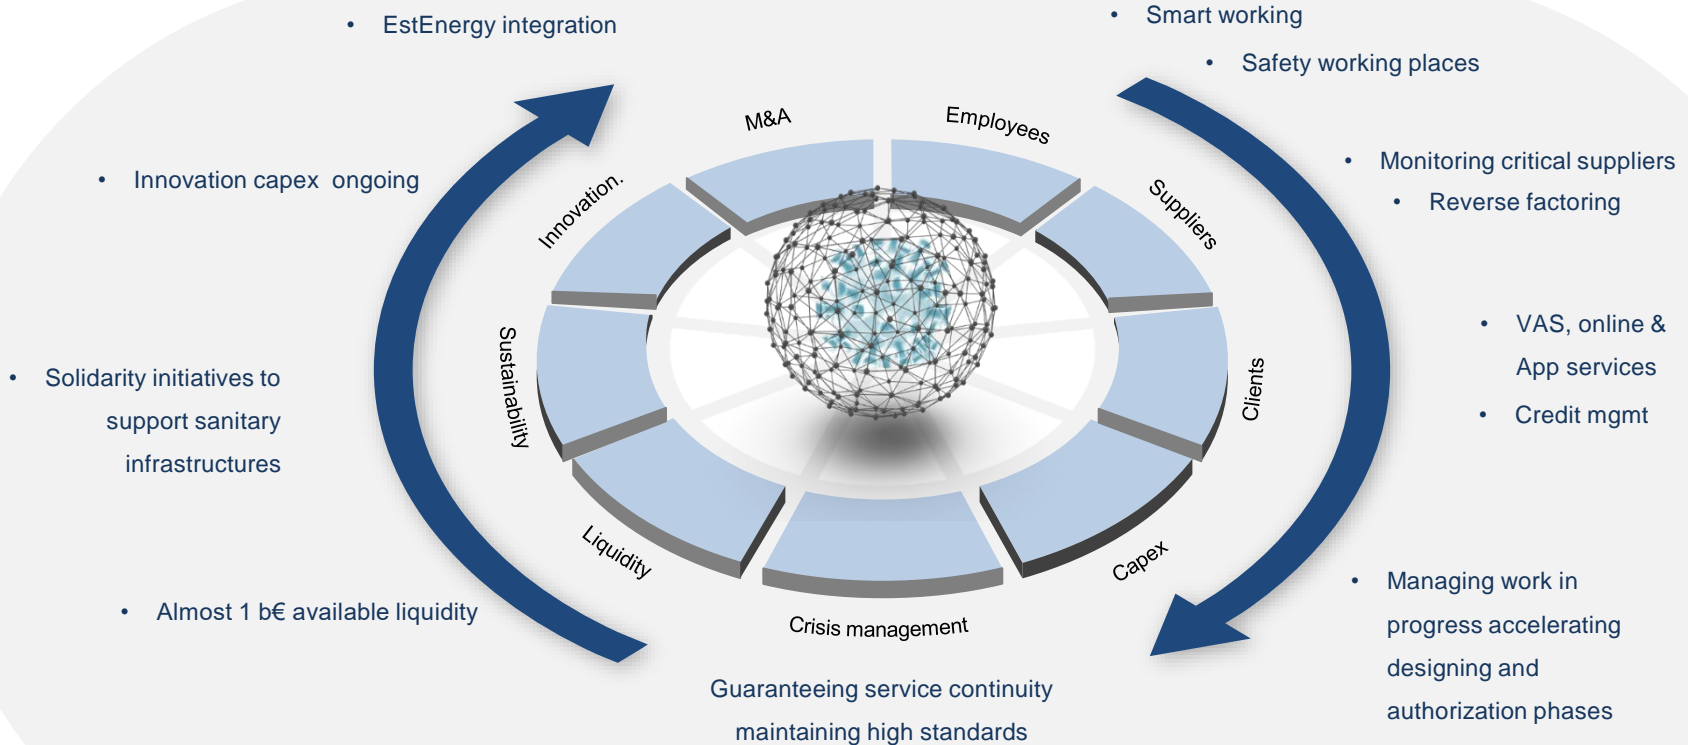 • EstEnergy integration
• Smart working
• Safety working places
M&A
Employees
• Innovation capex ongoing
Innovation.
Suppliers
• Monitoring critical suppliers
• Reverse factoring
Sustainability
Clients
• VAS, online &
App services
• Credit mgmt
• Solidarity initiatives to
support sanitary
infrastructures
Liquidity
Capex
• Almost 1 b€ available liquidity
Crisis management
Guaranteeing service continuity
maintaining high standards
• Managing work in
progress accelerating
designing and
authorization phases